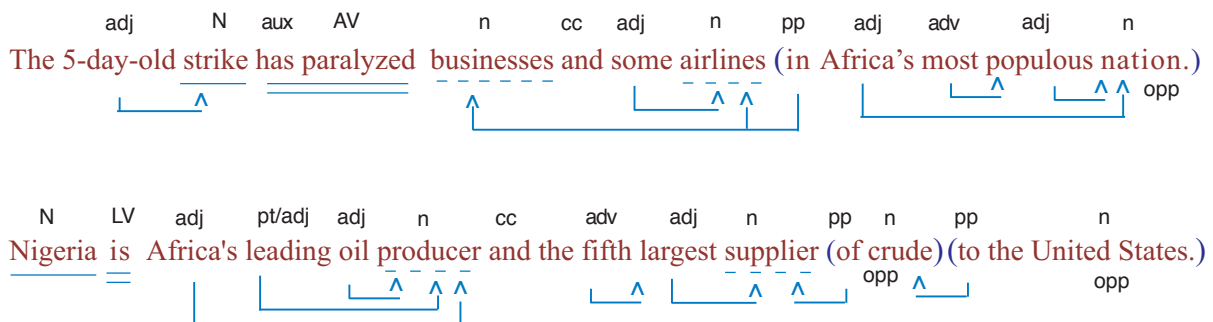 adj N aux AV n cc adj n pp adj adv adj n
The 5-day-old strike has paralyzed businesses and some airlines (in Africa’s most populous nation.)
opp
N LV adj pt/adj adj n cc adv adj n pp n pp n
Nigeria is Africa's leading oil producer and the fifth largest supplier (of crude) (to the United States.)
opp opp